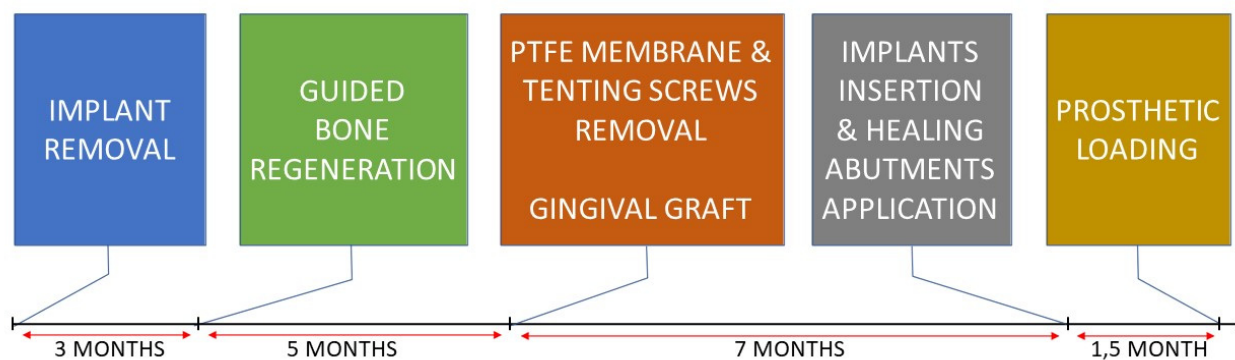 IMPLANT
REMOVAL
GUIDED
BONE
REGENERATION
PTFE MEMBRANE &
TENTING SCREWS
REMOVAL
GINGIVAL GRAFT
IMPLANTS
INSERTION
& HEALING
ABUTMENTS
APPLICATION
PROSTHETIC
LOADING
3 MONTHS
5 MONTHS
7 MONTHS
1,5 MONTH